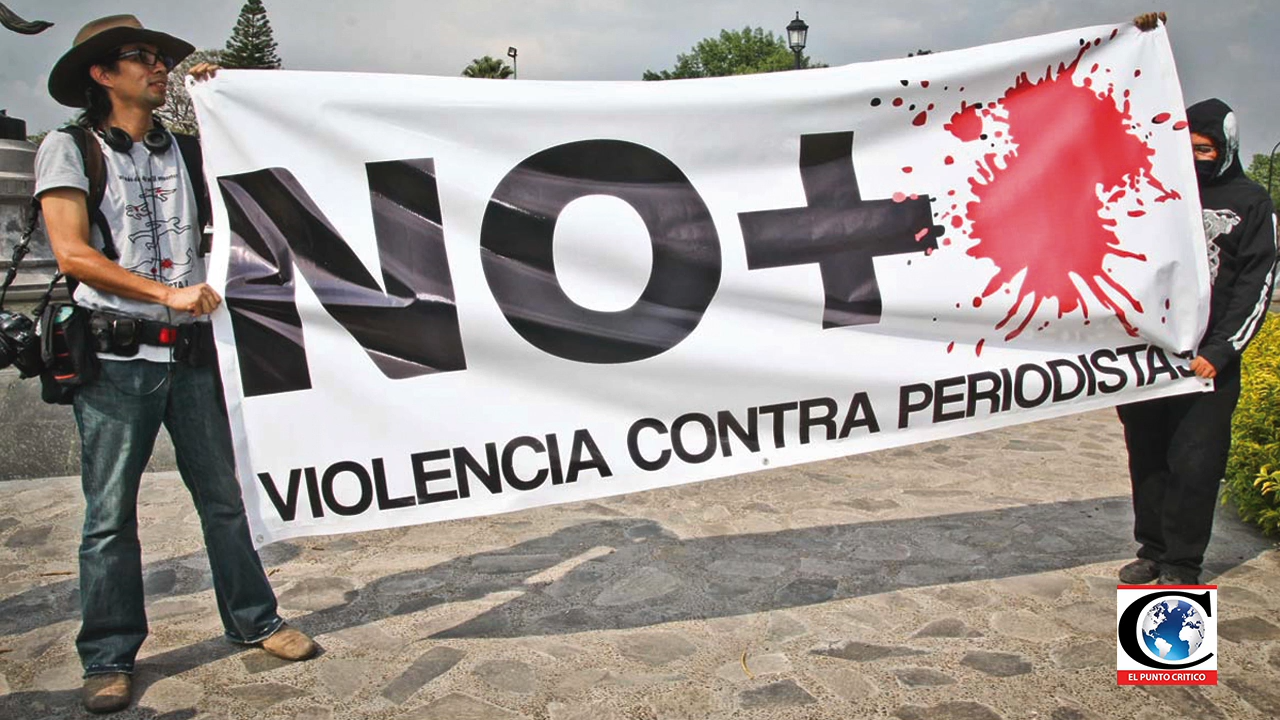 NO+
VIOLENCIA CONTRA PERIODISTAS
C
EL PUNTO CRITICO